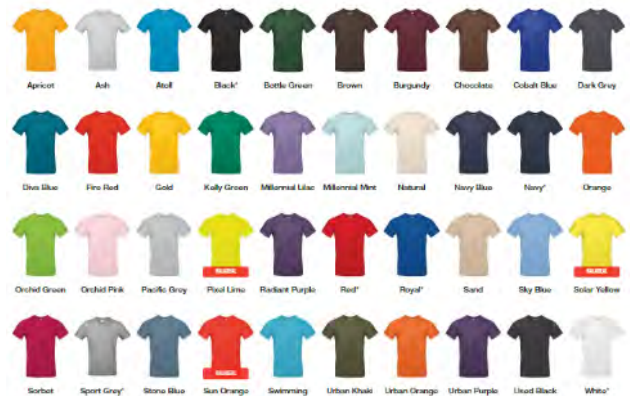 Apricot
Ash
Atoll
Black*
Bottle Green
Brown
Burgundy
Chocolate
Cobalt Blue
Dark Grey
Diva Blue
Fire Red
Gold
Kelly Green
Millennial Lilac
Millennial Mint
Natural
Navy Blue
Navy*
Orange
Orchid Green
Orchid Pink
Pacific Grey
Pixel Lime
Radiant Purple
Red*
Royal*
Sand
Sky Blue
Solar Yellow
Sorbet
Sport Grey*
Stone Blue
Sun Orange
Swimming
Urban Khaki
Urban Orange
Urban Purple
Used Black
White*